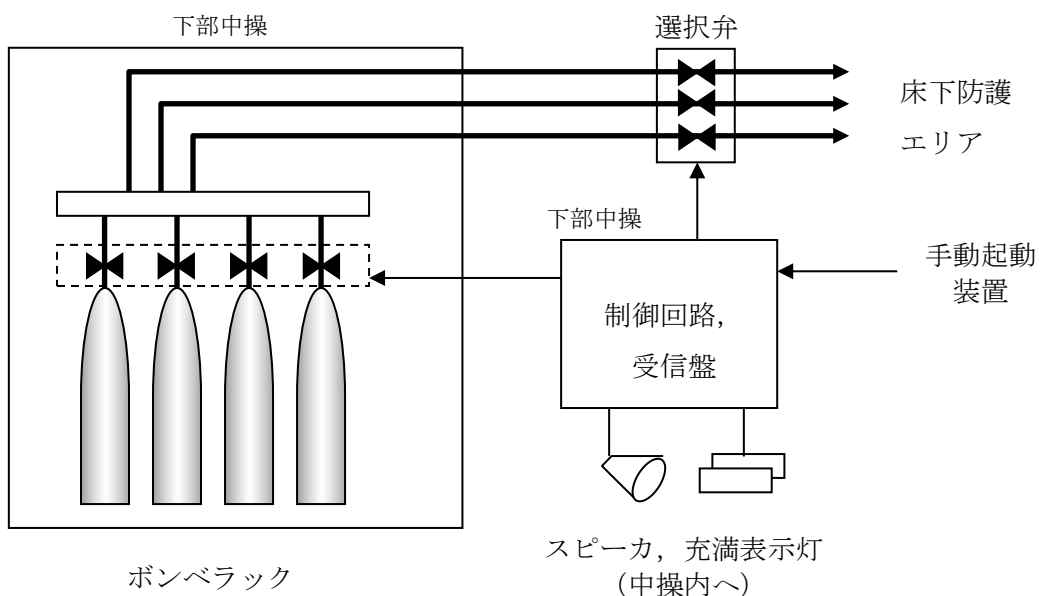 下部中操
選択弁
床下防護
エリア
下部中操
手動起動
装置
制御回路，
受信盤
スピーカ，充満表示灯
（中操内へ）
ボンベラック